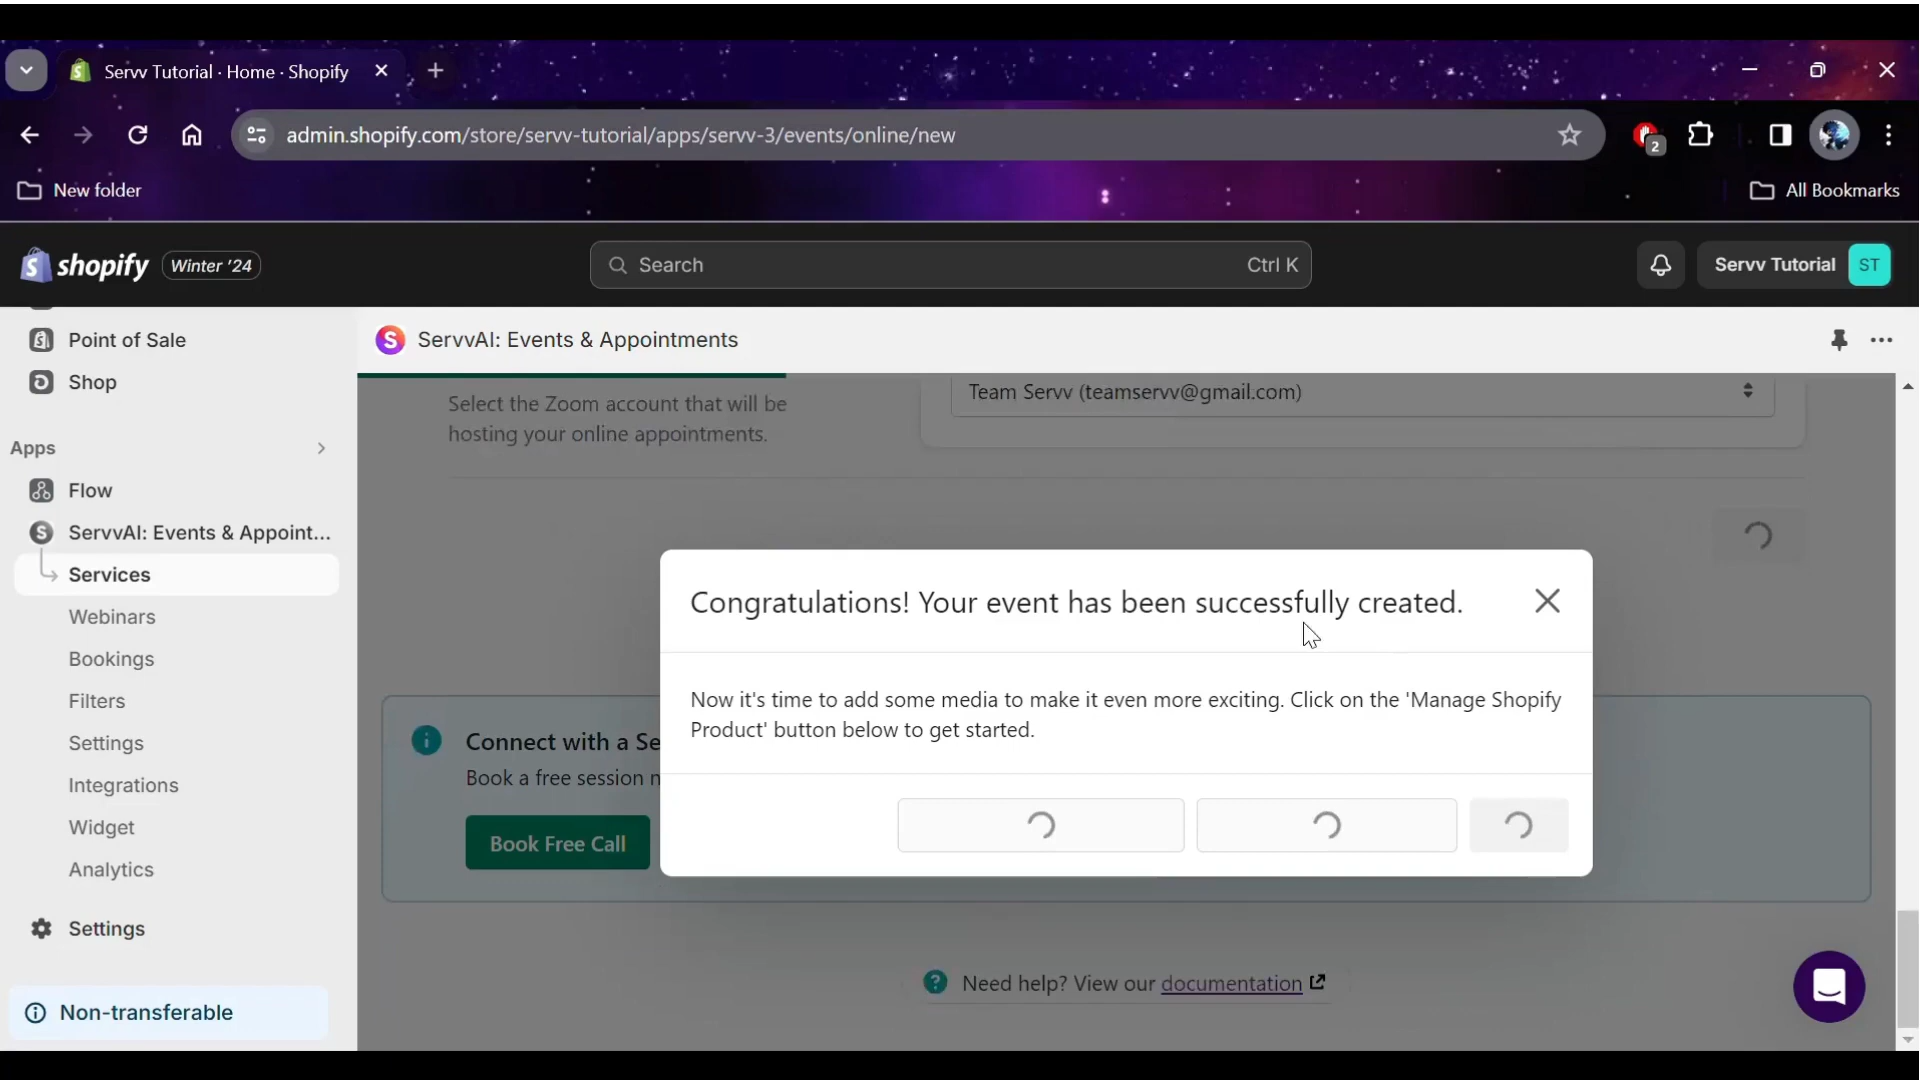 Servv Tutorial · Home · Shopify
admin.shopify.com/store/servv-tutorial/apps/servv-3/events/online/new
2
New folder
All Bookmarks
shopify
Winter '24
Search
Ctrl K
Servv Tutorial
ST
Point of Sale
Shop
Apps
Flow
ServvAI: Events & Appoint...
Services
Webinars
Bookings
Filters
Settings
Integrations
Widget
Analytics
Settings
Non-transferable
ServvAI: Events & Appointments
Select the Zoom account that will be
hosting your online appointments.
Team Servv (teamservv@gmail.com)
Congratulations! Your event has been successfully created.
Now it's time to add some media to make it even more exciting. Click on the 'Manage Shopify
Product' button below to get started.
Connect with a Se
Book a free session
Book Free Call
Need help? View our documentation